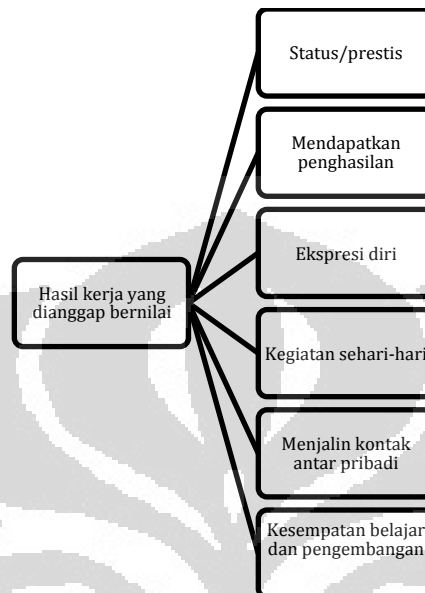 Status/prestis
Mendapatkan
penghasilan
Ekspresi diri
Hasil kerja yang
dianggap bernilai
Kegiatan sehari-hari
Menjalin kontak
antar pribadi
Kesempatan belajar
dan pengembangan